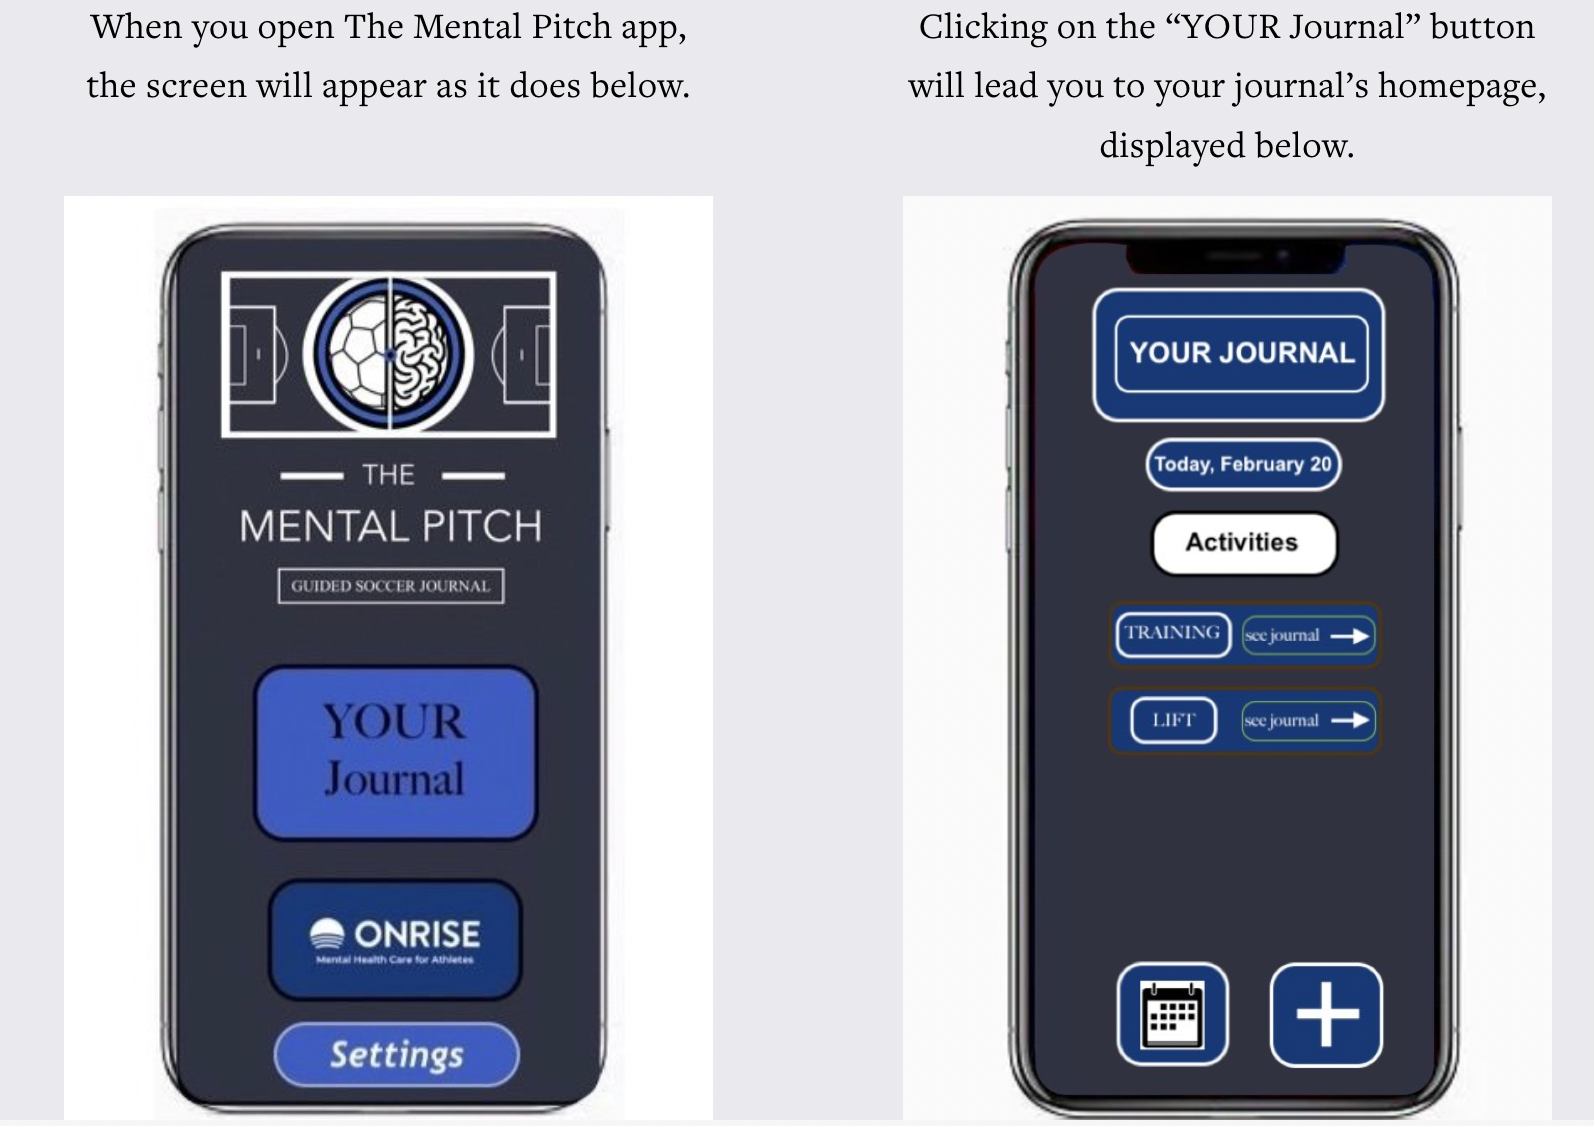 When you open The Mental Pitch app,
the screen will appear as it does below.
THE
MENTAL PITCH
GUIDED SOCCER JOURNAL
YOUR
Journal
ONRISE
Mental Health Care for Athletes
Settings
Clicking on the “YOUR Journal” button
will lead you to your journal’s homepage,
displayed below.
YOUR JOURNAL
Today, February 20
Activities
TRAINING see journal
LIFT see journal